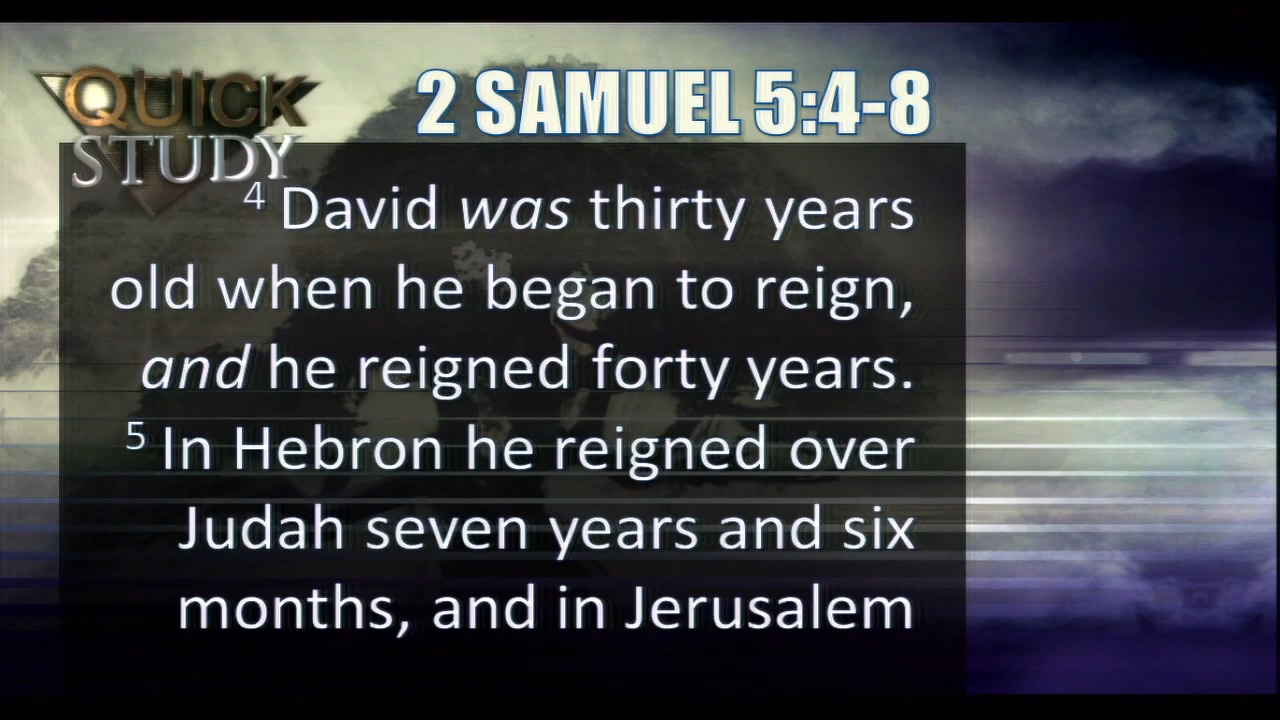 QUICK
STUDY
2 SAMUEL 5:4-8
4 David was thirty years
old when he began to reign,
and he reigned forty years.
5 In Hebron he reigned over
Judah seven years and six
months, and in Jerusalem